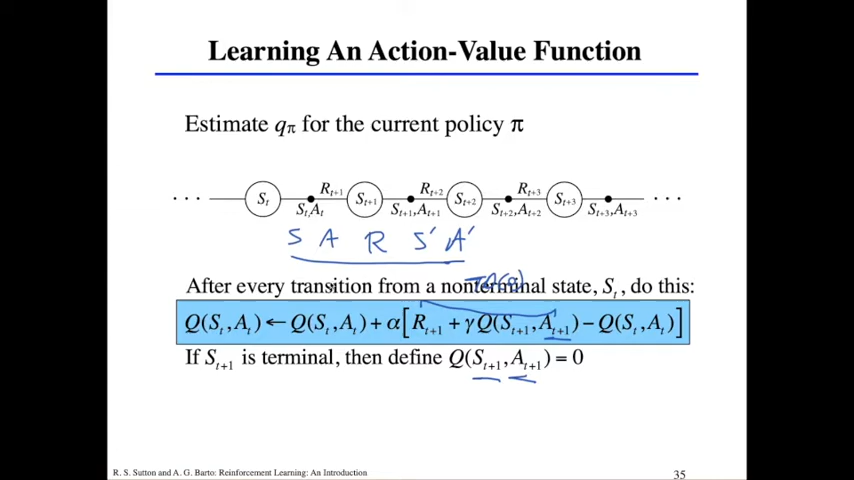 Learning An Action-Value Function
Estimate qπ for the current policy π
· · · St Rt+1 St,At St+1 Rt+2 St+1,At+1 St+2 Rt+3 St+2,At+2 St+3 St+3,At+3 · · ·
S A R S′ A′
TD(0)
After every transition from a nonterminal state, St, do this:
Q(St, At) ← Q(St, At) + α[Rt+1 + γQ(St+1, At+1) − Q(St, At)]
If St+1 is terminal, then define Q(St+1, At+1) = 0
R. S. Sutton and A. G. Barto: Reinforcement Learning: An Introduction
35